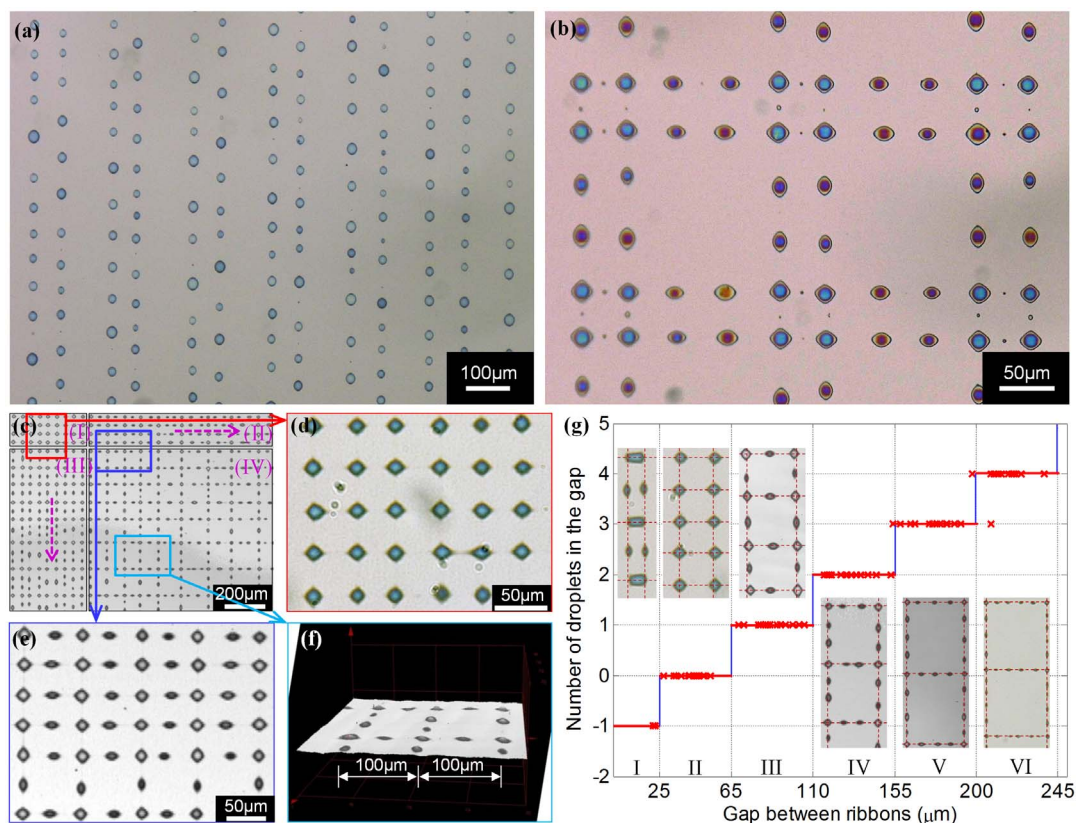 (a)
100μm
(b)
50μm
(c)
(I)
(II)
(III)
(IV)
200μm
(d)
50μm
(e)
50μm
(f)
100μm
100μm
(g)
Number of droplets in the gap
5
4
3
2
1
0
-1
-2
I
II
III
IV
V
VI
25
65
110
155
200
245
Gap between ribbons (μm)